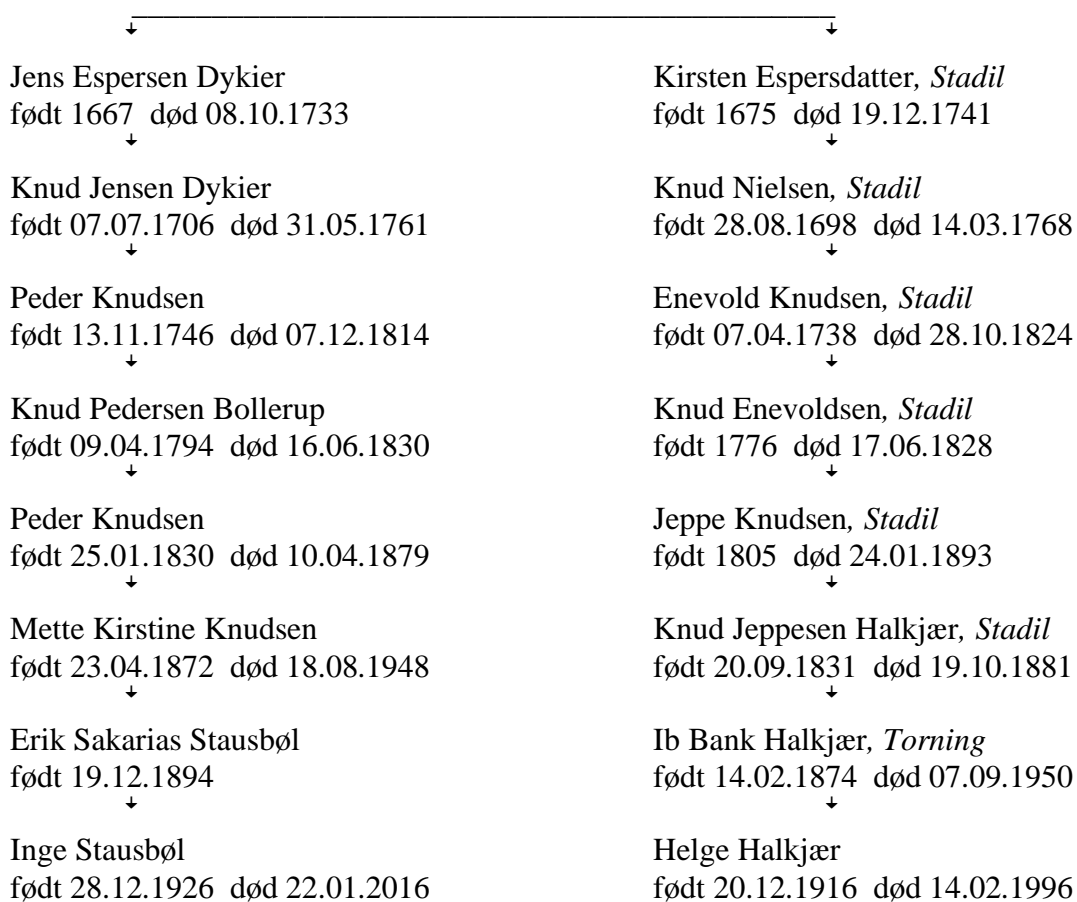 Jens Espersen Dykier
født 1667 død 08.10.1733
Knud Jensen Dykier
født 07.07.1706 død 31.05.1761
Peder Knudsen
født 13.11.1746 død 07.12.1814
Knud Pedersen Bollerup
født 09.04.1794 død 16.06.1830
Peder Knudsen
født 25.01.1830 død 10.04.1879
Mette Kirstine Knudsen
født 23.04.1872 død 18.08.1948
Erik Sakarias Stausbøl
født 19.12.1894
Inge Stausbøl
født 28.12.1926 død 22.01.2016
Kirsten Espersdatter, Stadil
født 1675 død 19.12.1741
Knud Nielsen, Stadil
født 28.08.1698 død 14.03.1768
Enevold Knudsen, Stadil
født 07.04.1738 død 28.10.1824
Knud Enevoldsen, Stadil
født 1776 død 17.06.1828
Jeppe Knudsen, Stadil
født 1805 død 24.01.1893
Knud Jeppesen Halkjær, Stadil
født 20.09.1831 død 19.10.1881
Ib Bank Halkjær, Torning
født 14.02.1874 død 07.09.1950
Helge Halkjær
født 20.12.1916 død 14.02.1996